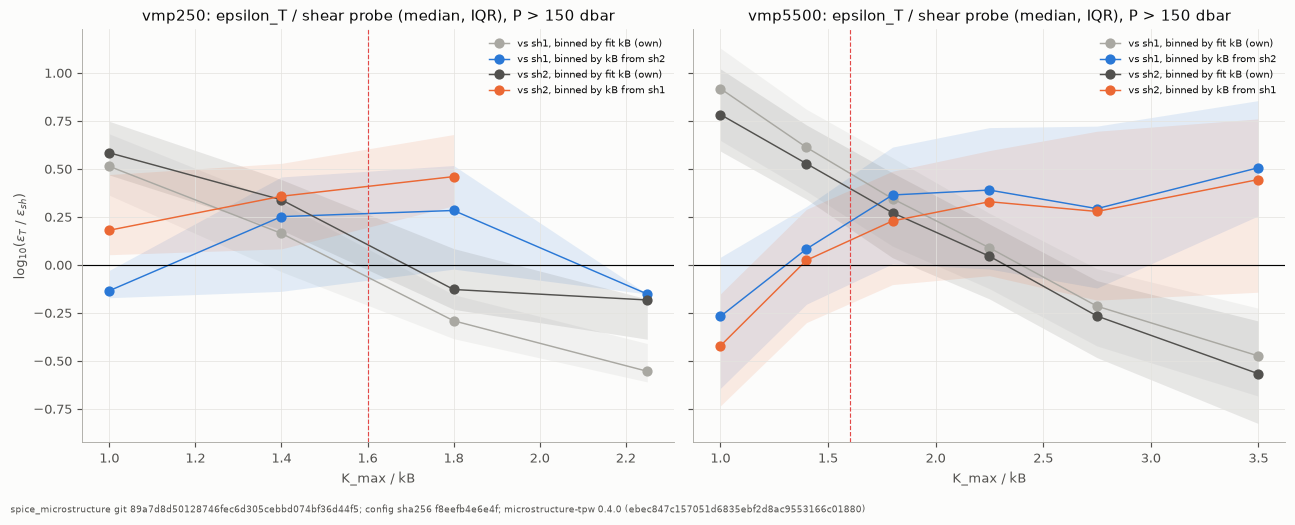 vmp250: epsilon_T / shear probe (median, IQR), P > 150 dbar
vmp5500: epsilon_T / shear probe (median, IQR), P > 150 dbar
vs sh1, binned by fit kB (own)
vs sh1, binned by kB from sh2
vs sh2, binned by fit kB (own)
vs sh2, binned by kB from sh1
vs sh1, binned by fit kB (own)
vs sh1, binned by kB from sh2
vs sh2, binned by fit kB (own)
vs sh2, binned by kB from sh1
log10(εT / εsh)
1.00
0.75
0.50
0.25
0.00
−0.25
−0.50
−0.75
1.0 1.2 1.4 1.6 1.8 2.0 2.2
1.0 1.5 2.0 2.5 3.0 3.5
K_max / kB
K_max / kB
spice_microstructure git 89a7d8d50128746fec6d305cebbd074bf36d44f5; config sha256 f8eefb4e6e4f; microstructure-tpw 0.4.0 (ebec847c157051d6835ebf2d8ac9553166c01880)